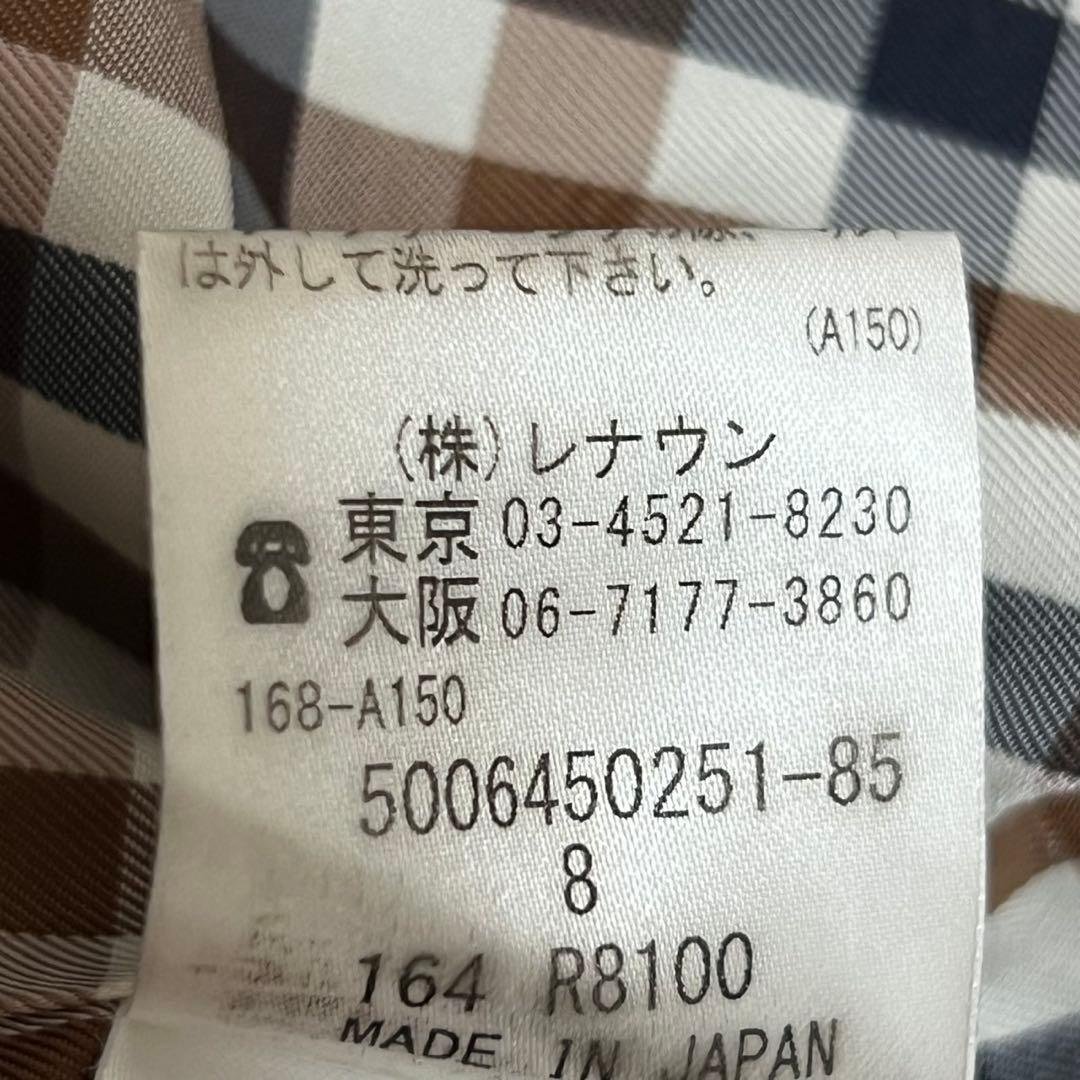 は外して洗って下さい。
(A150)
(株)レナウン
東京 03-4521-8230
大阪 06-7177-3860
168-A150
5006450251-85
8
164 R8100
MADE IN JAPAN